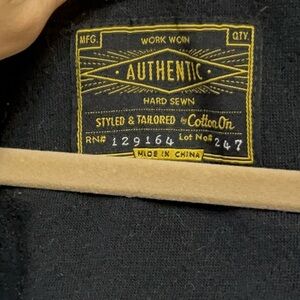 MFG. WORK WORN QTY.
· AUTHENTIC ·
HARD SEWN
STYLED & TAILORED by Cotton On
RN# 129164 Lot No# 247
MADE IN CHINA